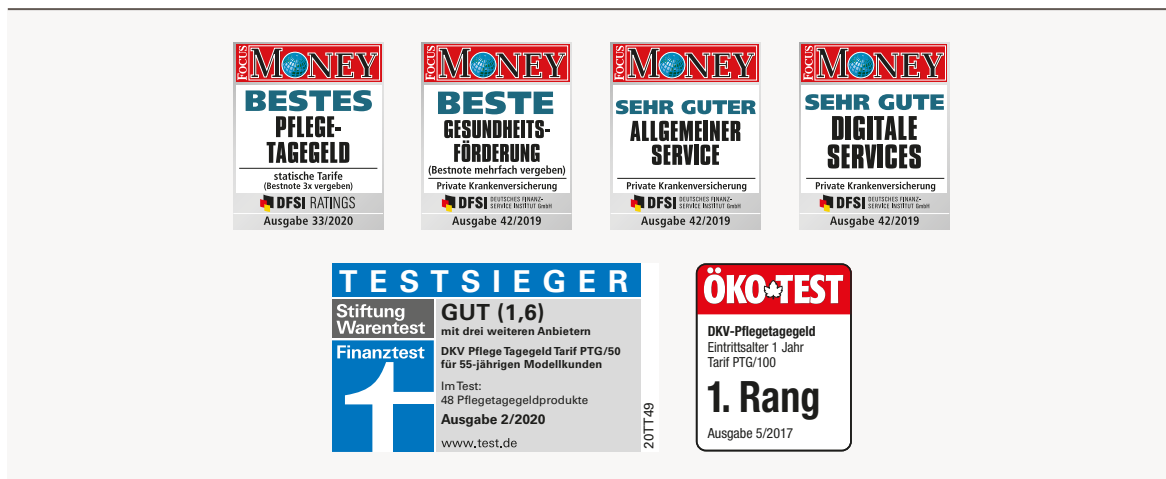 FOCUS
MONEY
BESTES
PFLEGE-
TAGEGELD
statische Tarife
(Bestnote 3x vergeben)
DFSI RATINGS
Ausgabe 33/2020
FOCUS
MONEY
BESTE
GESUNDHEITS-
FÖRDERUNG
(Bestnote mehrfach vergeben)
Private Krankenversicherung
DFSI DEUTSCHES FINANZ-
SERVICE INSTITUT GmbH
Ausgabe 42/2019
FOCUS
MONEY
SEHR GUTER
ALLGEMEINER
SERVICE
Private Krankenversicherung
DFSI DEUTSCHES FINANZ-
SERVICE INSTITUT GmbH
Ausgabe 42/2019
FOCUS
MONEY
SEHR GUTE
DIGITALE
SERVICES
Private Krankenversicherung
DFSI DEUTSCHES FINANZ-
SERVICE INSTITUT GmbH
Ausgabe 42/2019
TESTSIEGER
Stiftung
Warentest
Finanztest
1
GUT (1,6)
mit drei weiteren Anbietern
DKV Pflege Tagegeld Tarif PTG/50
für 55-jährigen Modellkunden
Im Test:
48 Pflegetagegeldprodukte
Ausgabe 2/2020
www.test.de
20TT49
ÖKO TEST
DKV-Pflegetagegeld
Eintrittsalter 1 Jahr
Tarif PTG/100
1. Rang
Ausgabe 5/2017